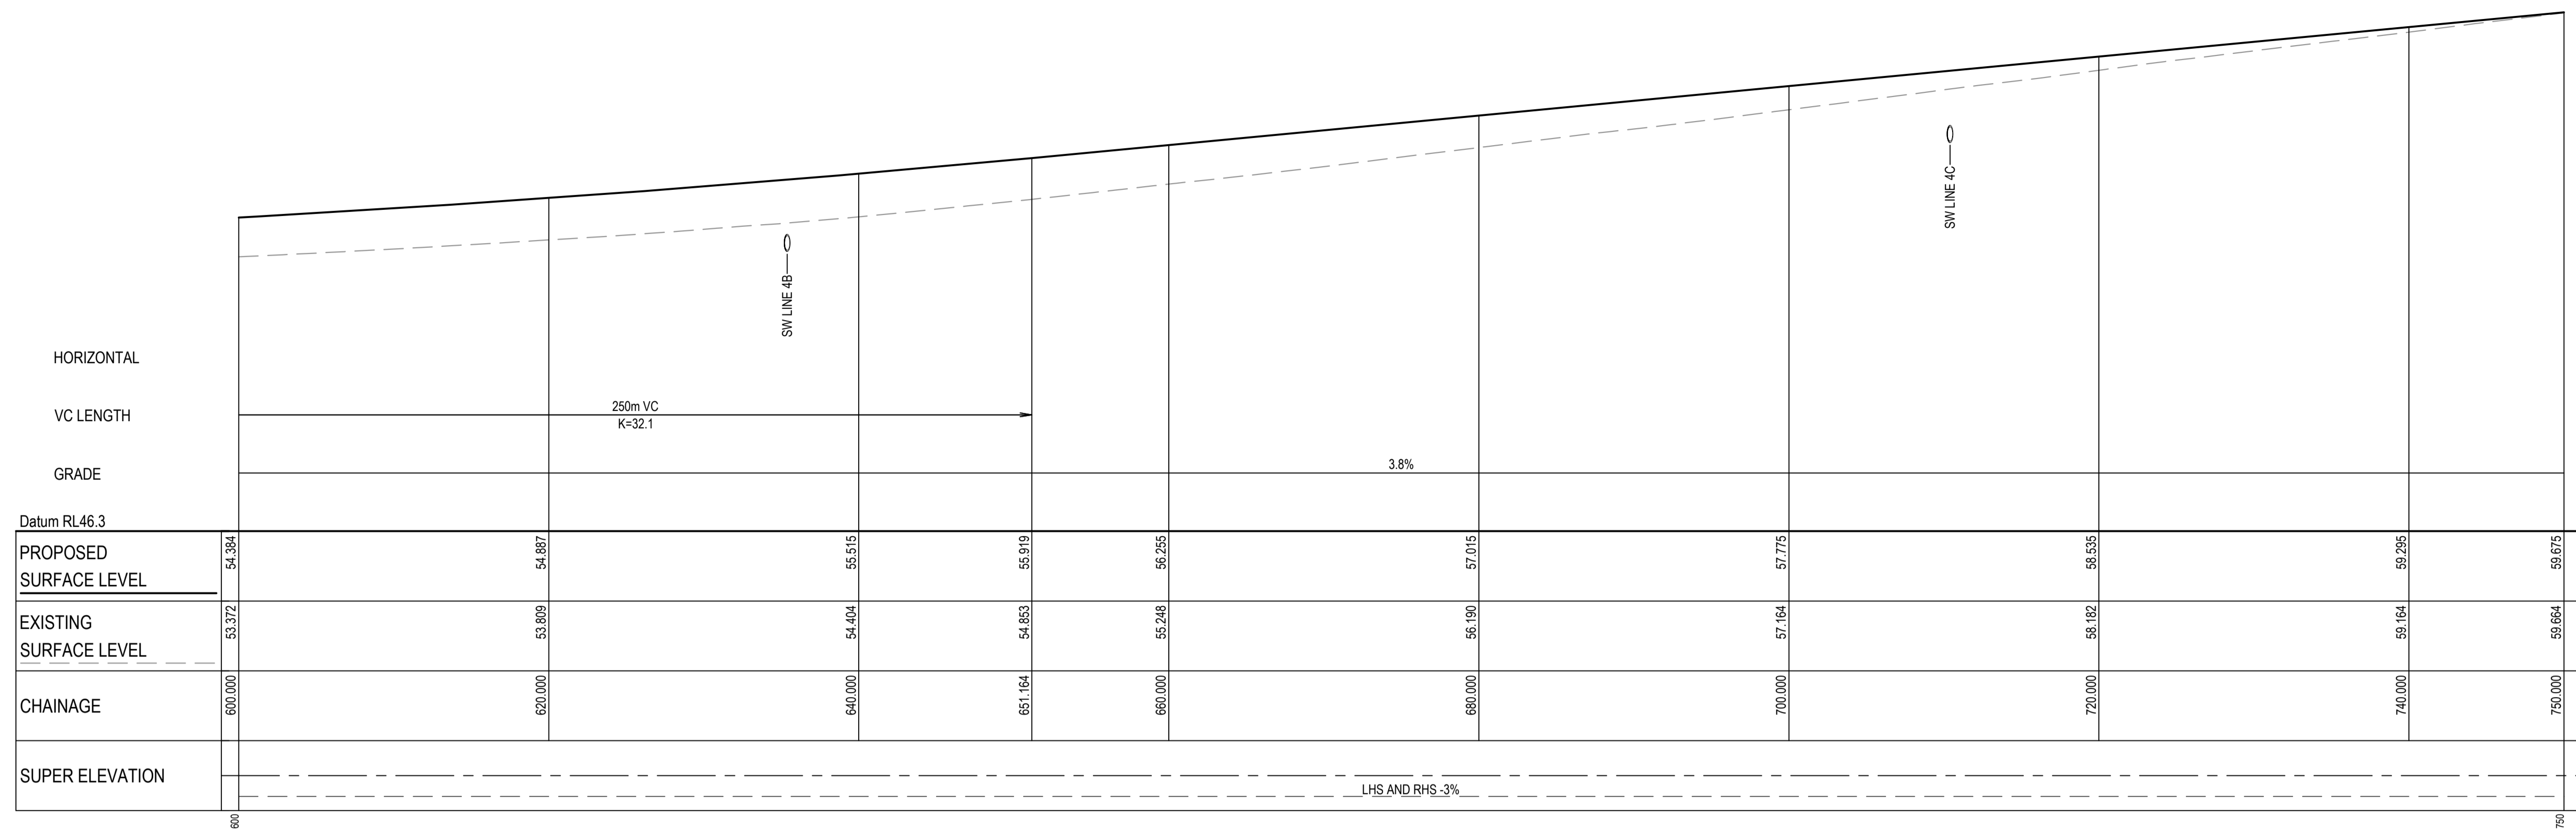 SW LINE 4C
SW LINE 4B
HORIZONTAL
VC LENGTH
250m VC
K=32.1
GRADE
3.8%
Datum RL46.3
PROPOSED
SURFACE LEVEL
54.384 54.887 55.515 55.919 56.255 57.015 57.775 58.535 59.295 59.675
EXISTING
SURFACE LEVEL
53.372 53.809 54.404 54.853 55.248 56.190 57.164 58.182 59.164 59.664
CHAINAGE
600.000 620.000 640.000 651.164 660.000 680.000 700.000 720.000 740.000 750.000
SUPER ELEVATION
LHS AND RHS -3%
600 750